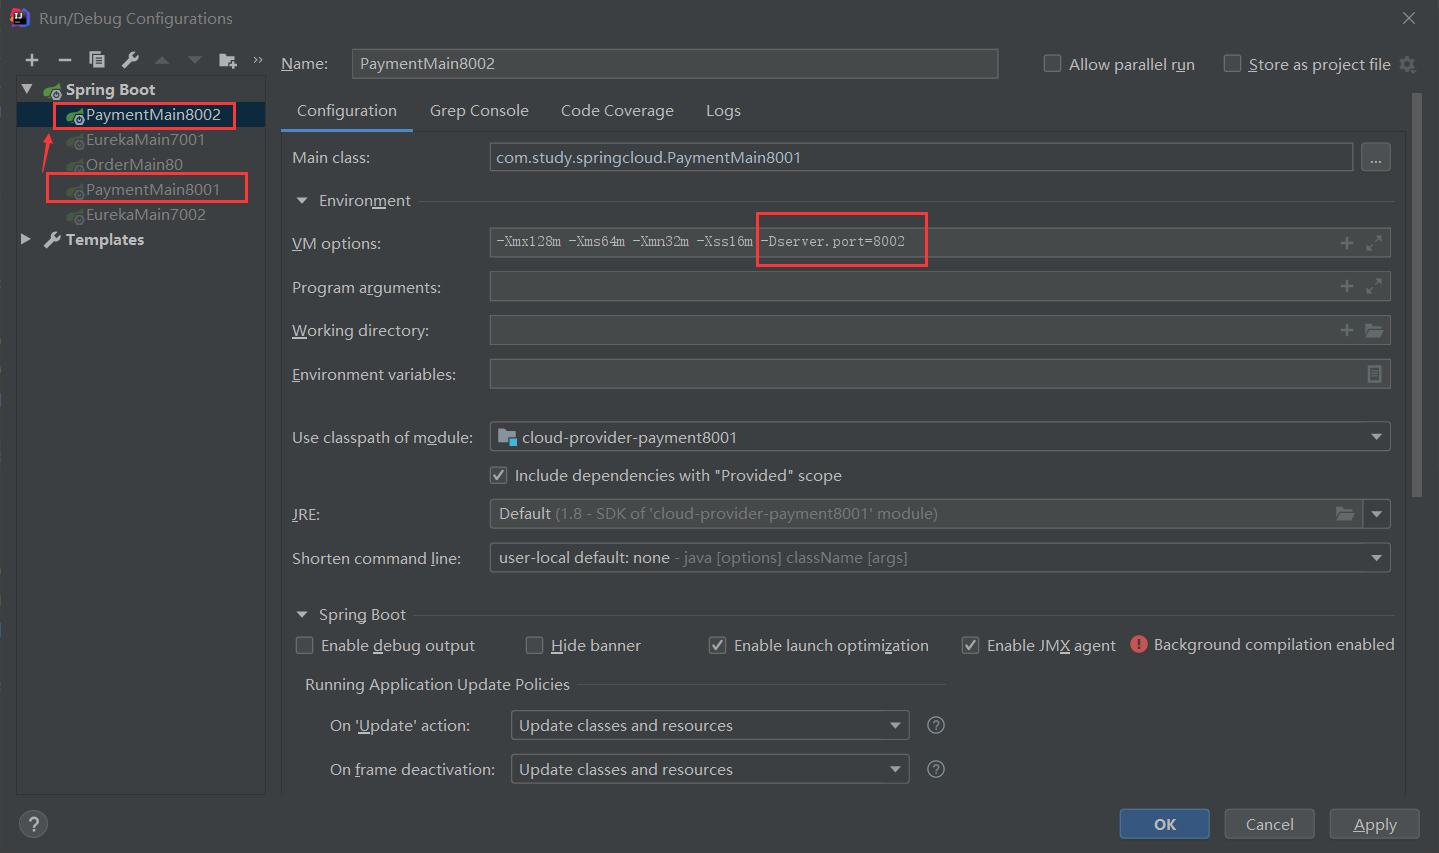 Run/Debug Configurations
Name: PaymentMain8002 Allow parallel run Store as project file
Spring Boot
PaymentMain8002
EurekaMain7001
OrderMain80
PaymentMain8001
EurekaMain7002
Templates
Configuration Grep Console Code Coverage Logs
Main class: com.study.springcloud.PaymentMain8001 ...
Environment
VM options: -Xmx128m -Xms64m -Xmn32m -Xss16m -Dserver.port=8002
Program arguments:
Working directory:
Environment variables:
Use classpath of module: cloud-provider-payment8001
Include dependencies with "Provided" scope
JRE: Default (1.8 - SDK of 'cloud-provider-payment8001' module)
Shorten command line: user-local default: none - java [options] className [args]
Spring Boot
Enable debug output Hide banner Enable launch optimization Enable JMX agent Background compilation enabled
Running Application Update Policies
On 'Update' action: Update classes and resources ?
On frame deactivation: Update classes and resources ?
? OK Cancel Apply